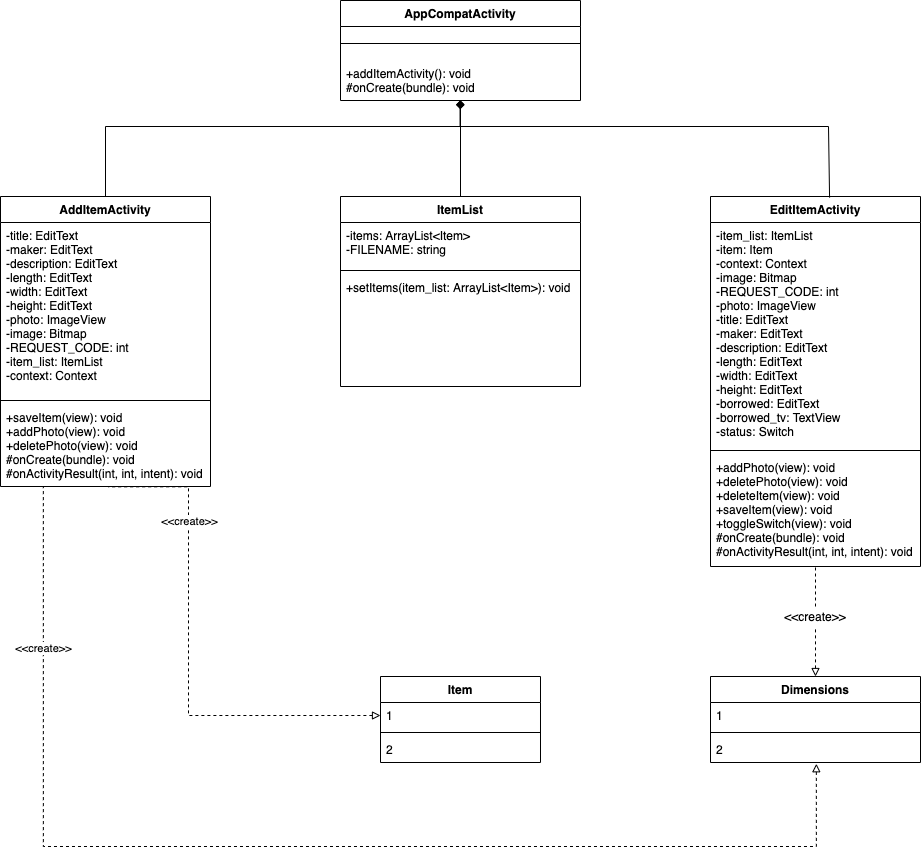 AppCompatActivity
+addItemActivity(): void
#onCreate(bundle): void
AddItemActivity
-title: EditText
-maker: EditText
-description: EditText
-length: EditText
-width: EditText
-height: EditText
-photo: ImageView
-image: Bitmap
-REQUEST_CODE: int
-item_list: ItemList
-context: Context
+saveItem(view): void
+addPhoto(view): void
+deletePhoto(view): void
#onCreate(bundle): void
#onActivityResult(int, int, intent): void
ItemList
-items: ArrayList<Item>
-FILENAME: string
+setItems(item_list: ArrayList<Item>): void
EditItemActivity
-item_list: ItemList
-item: Item
-context: Context
-image: Bitmap
-REQUEST_CODE: int
-photo: ImageView
-title: EditText
-maker: EditText
-description: EditText
-length: EditText
-width: EditText
-height: EditText
-borrowed: EditText
-borrowed_tv: TextView
-status: Switch
+addPhoto(view): void
+deletePhoto(view): void
+deleteItem(view): void
+saveItem(view): void
+toggleSwitch(view): void
#onCreate(bundle): void
#onActivityResult(int, int, intent): void
<<create>>
<<create>>
<<create>>
Item
1
2
Dimensions
1
2